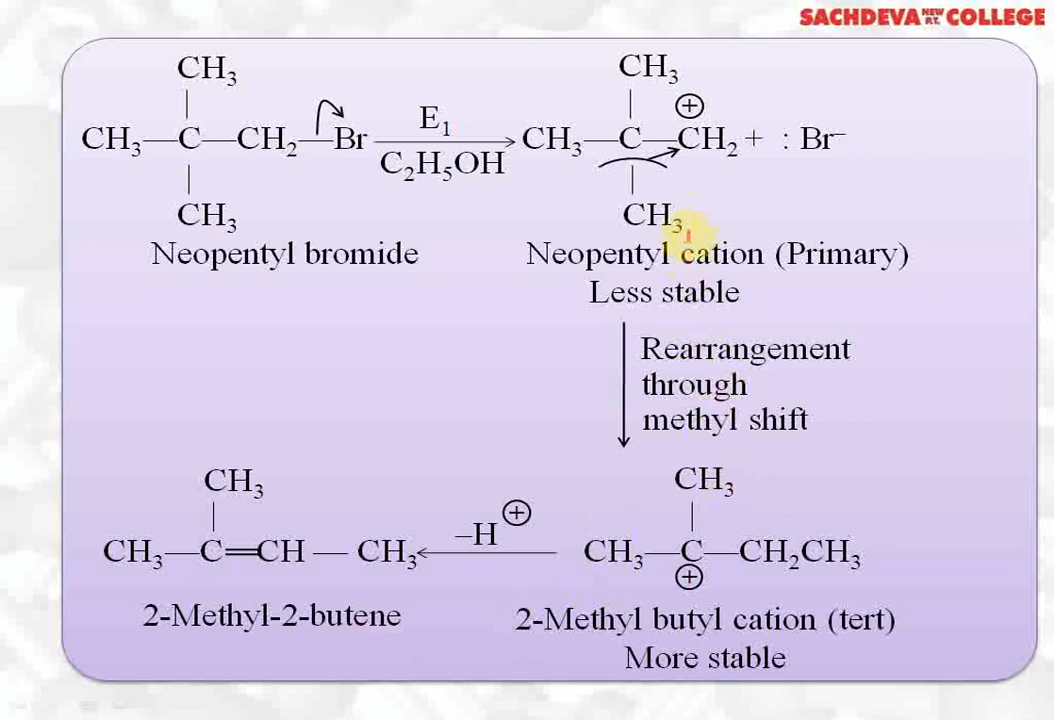 SACHDEVA NEW P.T. COLLEGE
CH3 CH3
⊕
CH3—C—CH2—Br E1 CH3—C—CH2 + : Br–
C2H5OH
CH3 CH3
Neopentyl bromide Neopentyl cation (Primary)
Less stable
Rearrangement
through
methyl shift
CH3 CH3
CH3—C═CH — CH3 –H⊕ CH3—C—CH2CH3
⊕
2-Methyl-2-butene 2-Methyl butyl cation (tert)
More stable